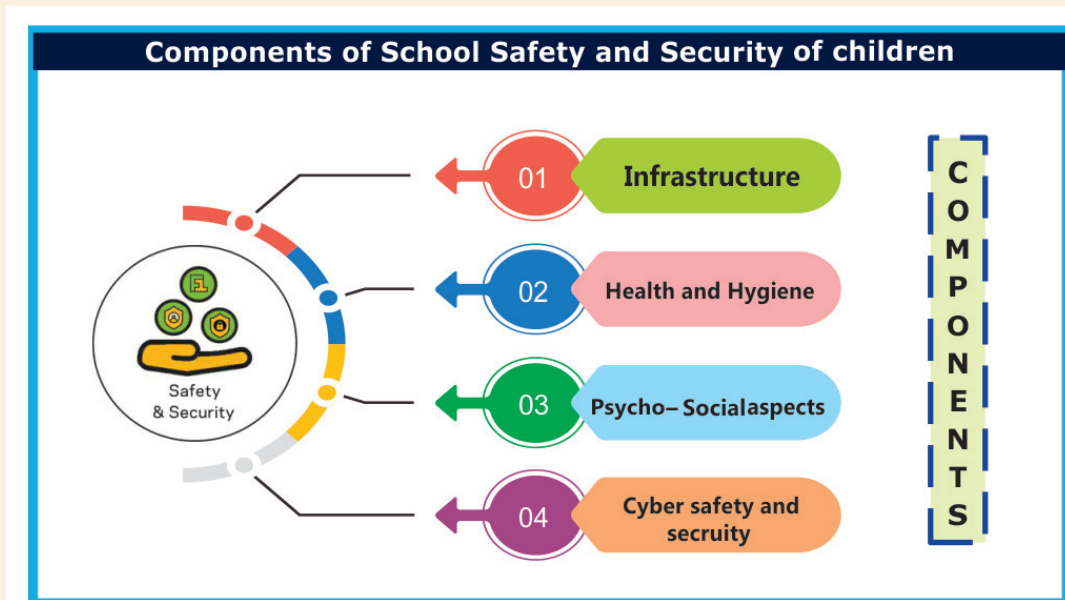 Components of School Safety and Security of children
01
Infrastructure
02
Health and Hygiene
03
Psycho–Socialaspects
04
Cyber safety and
secruity
Safety
& Security
COMPONENTS